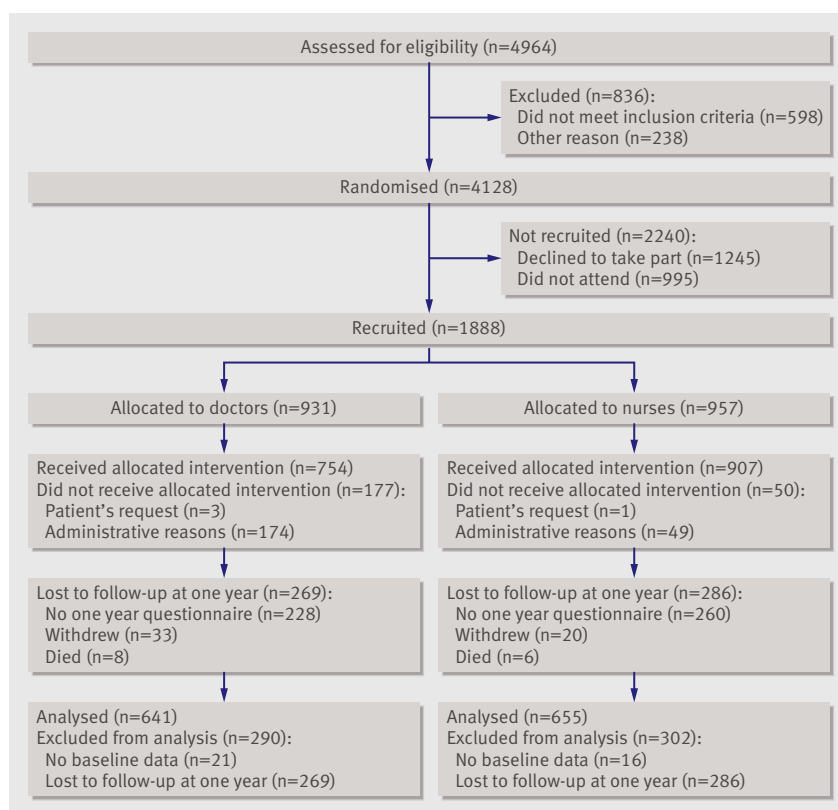 Assessed for eligibility (n=4964)
Excluded (n=836):
Did not meet inclusion criteria (n=598)
Other reason (n=238)
Randomised (n=4128)
Not recruited (n=2240):
Declined to take part (n=1245)
Did not attend (n=995)
Recruited (n=1888)
Allocated to doctors (n=931)
Received allocated intervention (n=754)
Did not receive allocated intervention (n=177):
Patient's request (n=3)
Administrative reasons (n=174)
Lost to follow-up at one year (n=269):
No one year questionnaire (n=228)
Withdrew (n=33)
Died (n=8)
Analysed (n=641)
Excluded from analysis (n=290):
No baseline data (n=21)
Lost to follow-up at one year (n=269)
Allocated to nurses (n=957)
Received allocated intervention (n=907)
Did not receive allocated intervention (n=50):
Patient's request (n=1)
Administrative reasons (n=49)
Lost to follow-up at one year (n=286):
No one year questionnaire (n=260)
Withdrew (n=20)
Died (n=6)
Analysed (n=655)
Excluded from analysis (n=302):
No baseline data (n=16)
Lost to follow-up at one year (n=286)